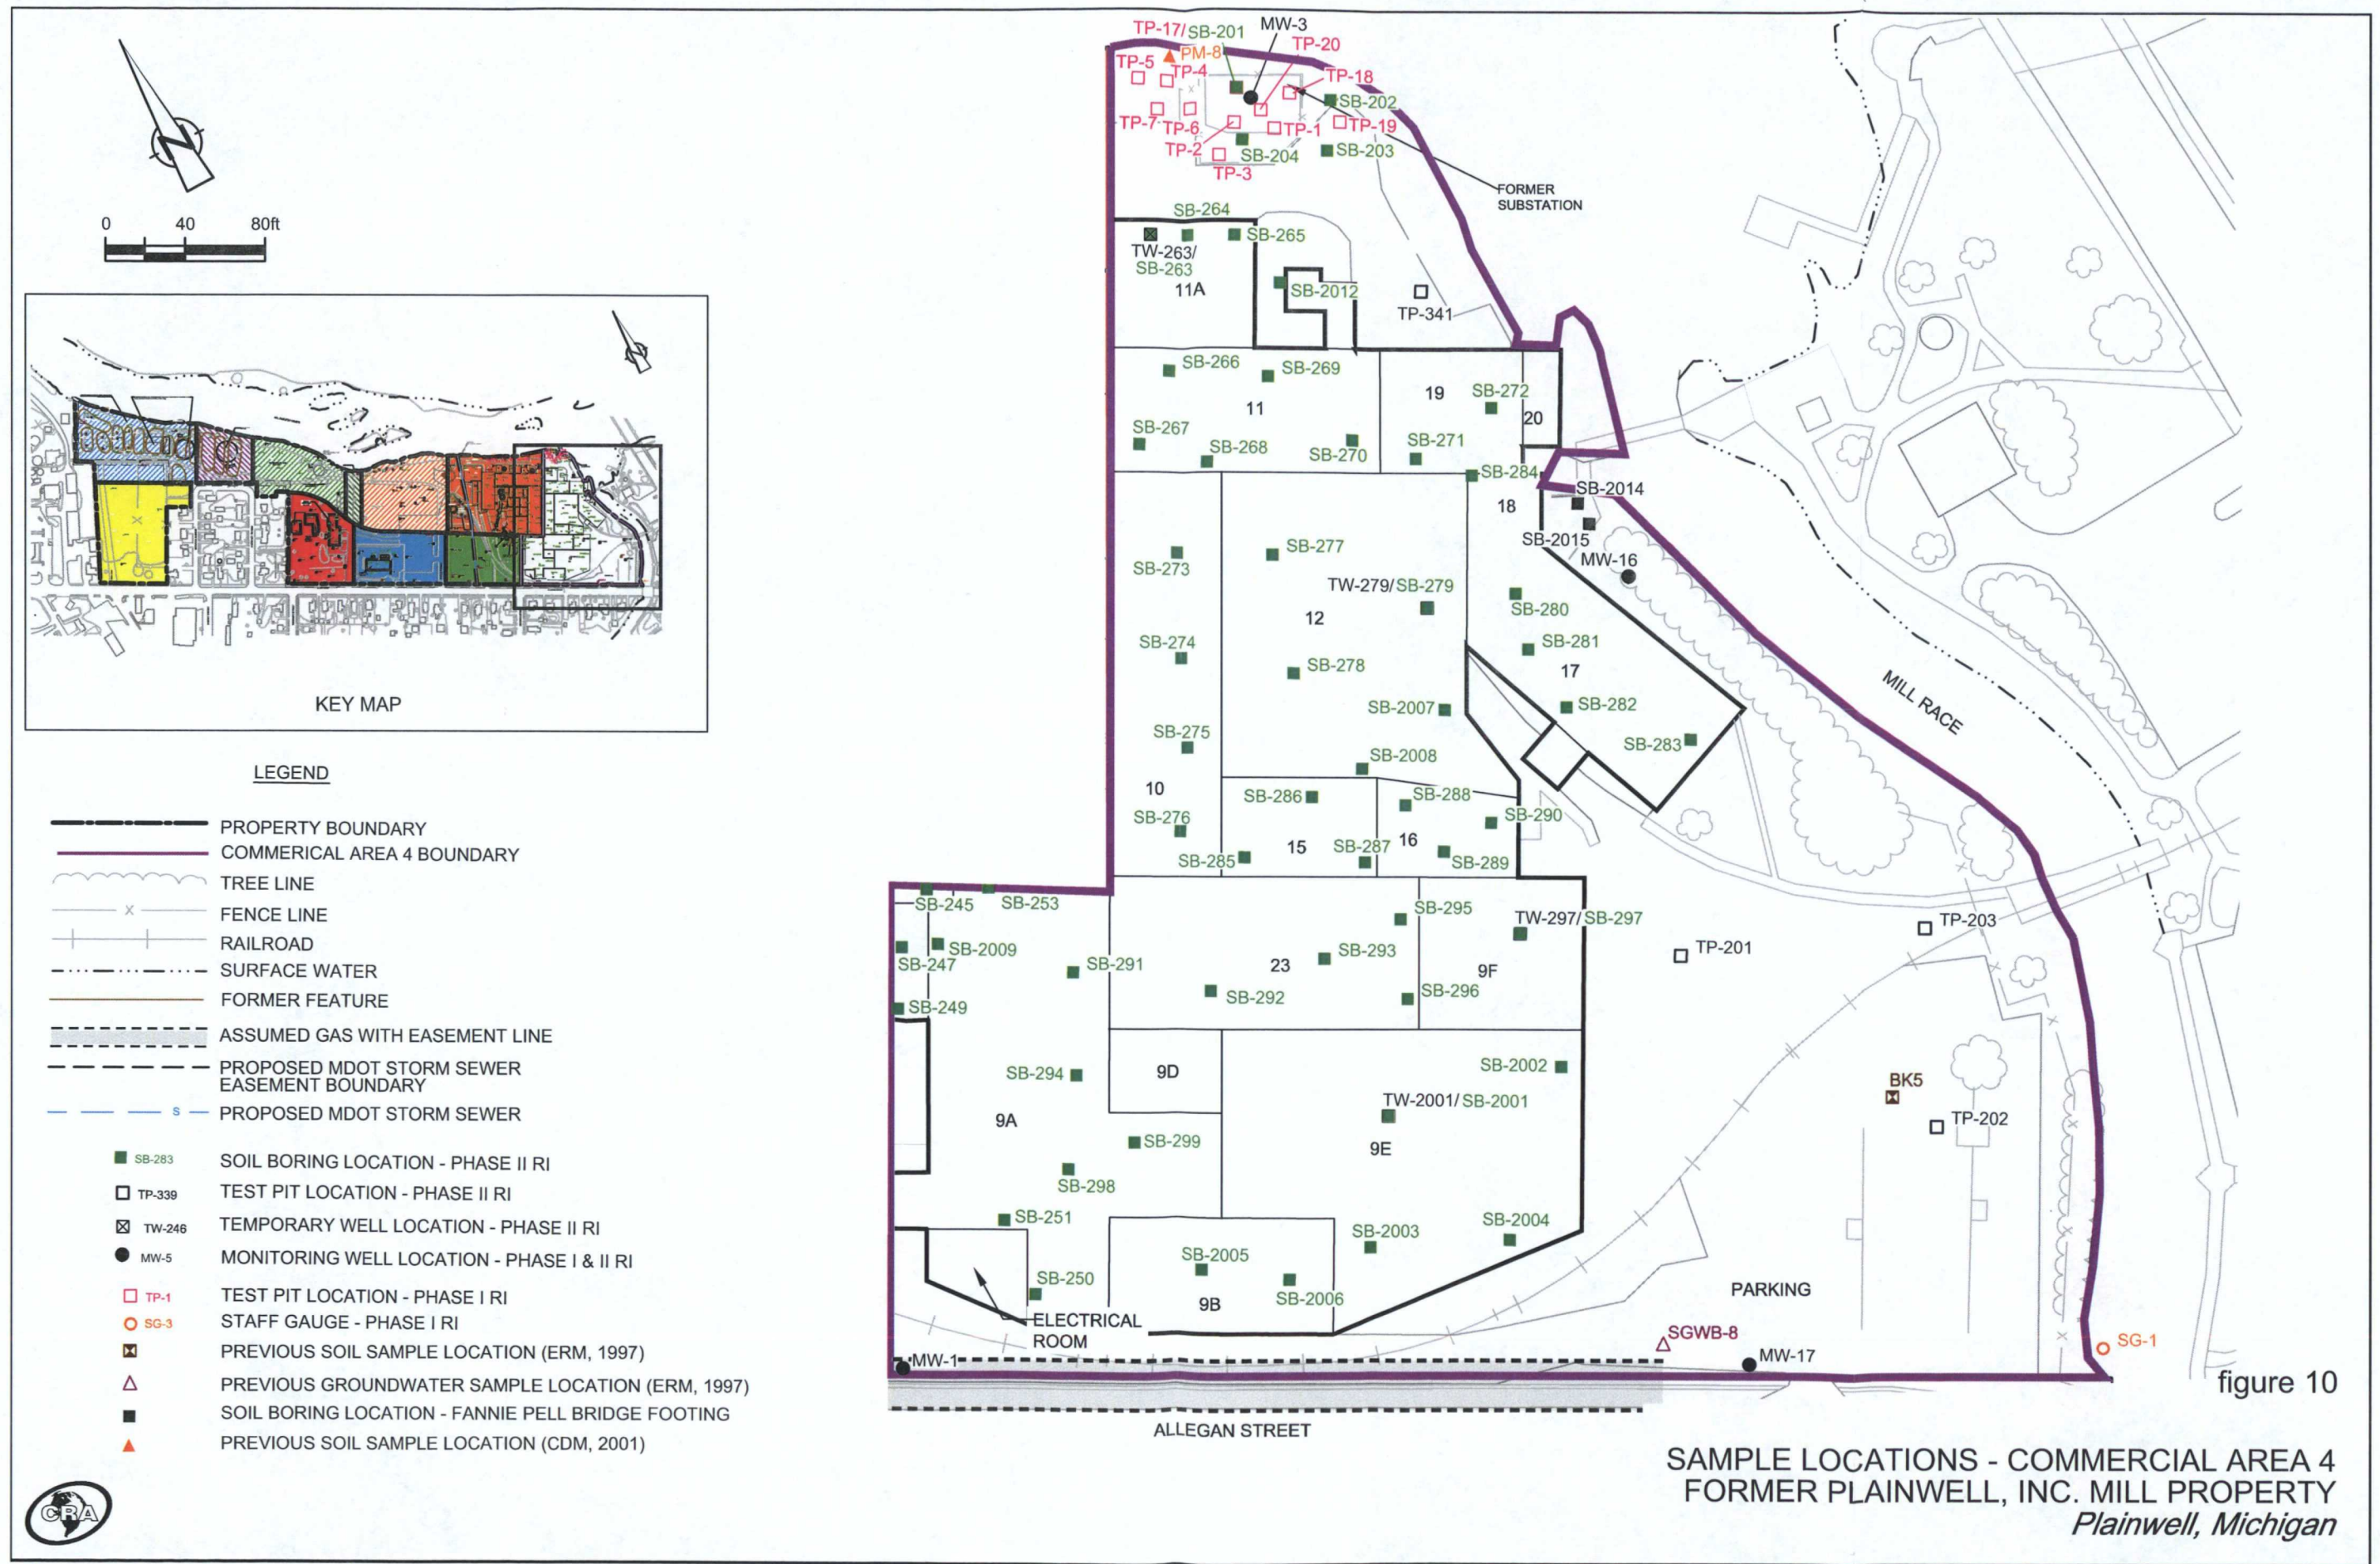 TP-17/SB-201
MW-3
TP-20
PM-8
TP-5
TP-4
TP-18
SB-202
TP-7
TP-6
TP-1
TP-19
TP-2
SB-204
SB-203
TP-3
FORMER
SUBSTATION
N
0 40 80ft
SB-264
SB-265
TW-263/
SB-263
11A
SB-2012
TP-341
SB-266
SB-269
19
SB-272
11
20
SB-267
SB-268
SB-270
SB-271
SB-284
SB-2014
18
SB-2015
SB-277
MW-16
SB-273
TW-279/SB-279
SB-280
12
SB-281
SB-274
SB-278
17
SB-2007
SB-282
MILL RACE
SB-275
SB-283
SB-2008
10
SB-286
SB-288
SB-290
SB-276
15
SB-287
16
SB-285
SB-289
KEY MAP
SB-245
SB-253
SB-295
TW-297/SB-297
TP-203
SB-2009
SB-247
SB-291
SB-293
TP-201
23
9F
SB-292
SB-296
SB-249
SB-2002
SB-294
9D
BK5
TW-2001/SB-2001
9A
TP-202
SB-299
9E
SB-298
SB-251
SB-2003
SB-2004
SB-2005
SB-250
SB-2006
9B
PARKING
ELECTRICAL
ROOM
SGWB-8
SG-1
MW-1
MW-17
ALLEGAN STREET
LEGEND
PROPERTY BOUNDARY
COMMERICAL AREA 4 BOUNDARY
TREE LINE
X FENCE LINE
RAILROAD
SURFACE WATER
FORMER FEATURE
ASSUMED GAS WITH EASEMENT LINE
PROPOSED MDOT STORM SEWER
EASEMENT BOUNDARY
S PROPOSED MDOT STORM SEWER
SB-283 SOIL BORING LOCATION - PHASE II RI
TP-339 TEST PIT LOCATION - PHASE II RI
TW-246 TEMPORARY WELL LOCATION - PHASE II RI
MW-5 MONITORING WELL LOCATION - PHASE I & II RI
TP-1 TEST PIT LOCATION - PHASE I RI
SG-3 STAFF GAUGE - PHASE I RI
PREVIOUS SOIL SAMPLE LOCATION (ERM, 1997)
PREVIOUS GROUNDWATER SAMPLE LOCATION (ERM, 1997)
SOIL BORING LOCATION - FANNIE PELL BRIDGE FOOTING
PREVIOUS SOIL SAMPLE LOCATION (CDM, 2001)
CRA
figure 10
SAMPLE LOCATIONS - COMMERCIAL AREA 4
FORMER PLAINWELL, INC. MILL PROPERTY
Plainwell, Michigan